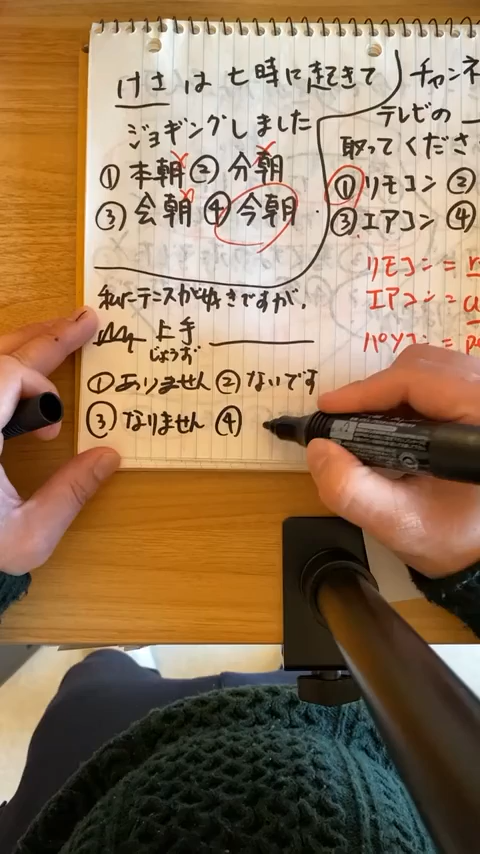 けさ は 七時に起きて
ジョギングしました
① 本朝 ② 分朝
③ 会朝 ④ 今朝
チャンネ
テレビの
取ってくださ
① リモコン ②
③ エアコン ④
リモコン =
エアコン =
パソコン =
私はテニスが好きですが、
上手
じょうず
① ありません ② ないです
③ なりません ④